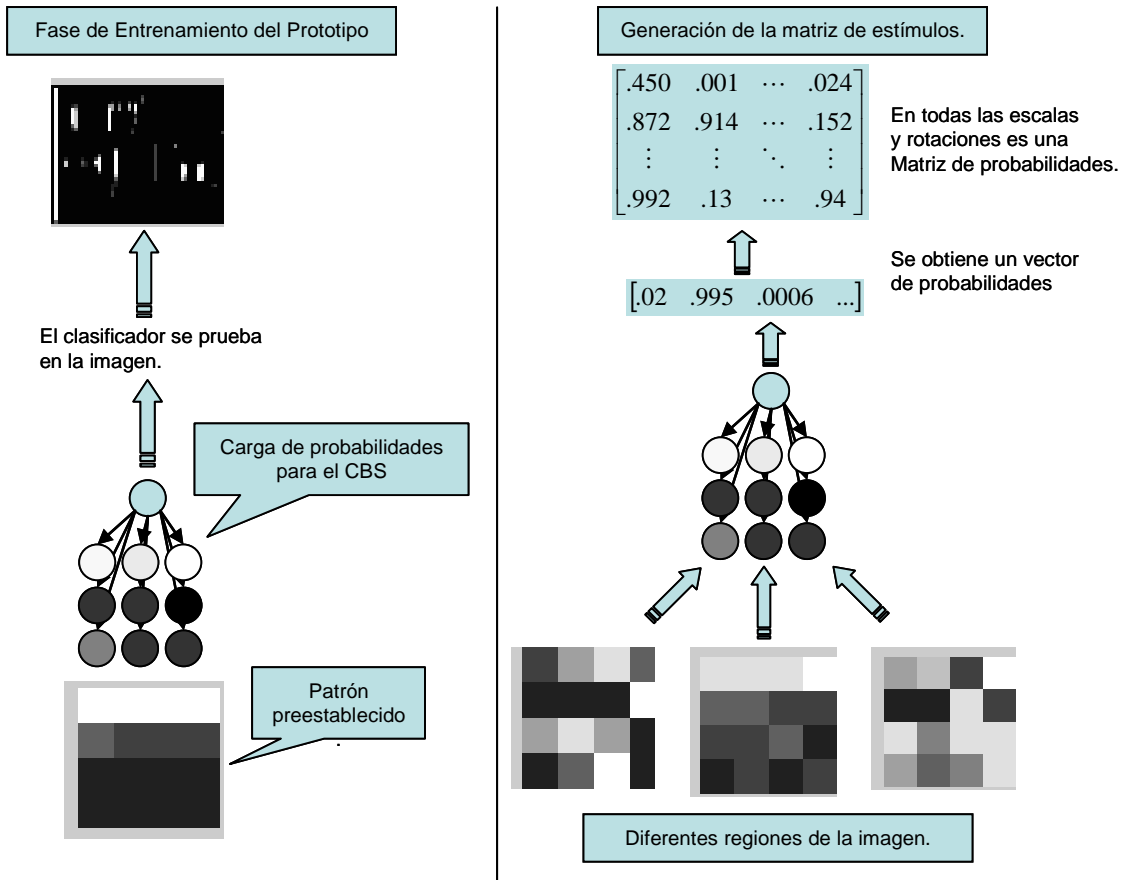 Fase de Entrenamiento del Prototipo
El clasificador se prueba
en la imagen.
Carga de probabilidades
para el CBS
Patrón
preestablecido
.
Generación de la matriz de estímulos.
.450 .001 ⋯ .024
.872 .914 ⋯ .152
⋮ ⋮ ⋱ ⋮
.992 .13 ⋯ .94
En todas las escalas
y rotaciones es una
Matriz de probabilidades.
[.02 .995 .0006 ...]
Se obtiene un vector
de probabilidades
Diferentes regiones de la imagen.